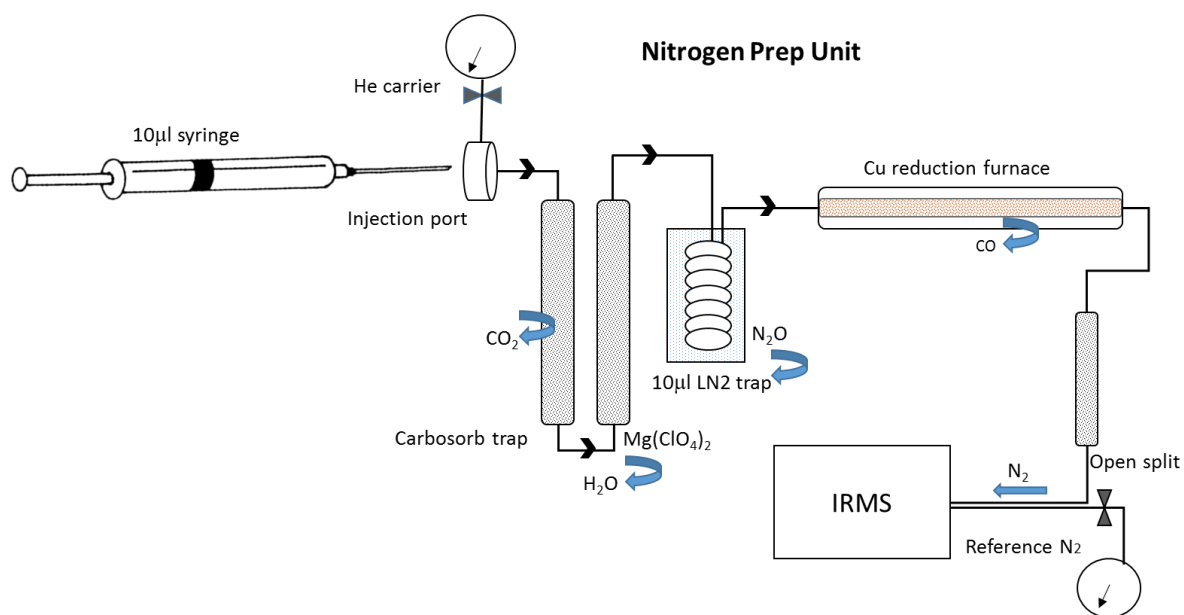 Nitrogen Prep Unit
He carrier
10µl syringe
Injection port
Cu reduction furnace
CO
CO₂
N₂O
10µl LN2 trap
Carbosorb trap
Mg(ClO₄)₂
H₂O
N₂
Open split
IRMS
Reference N₂